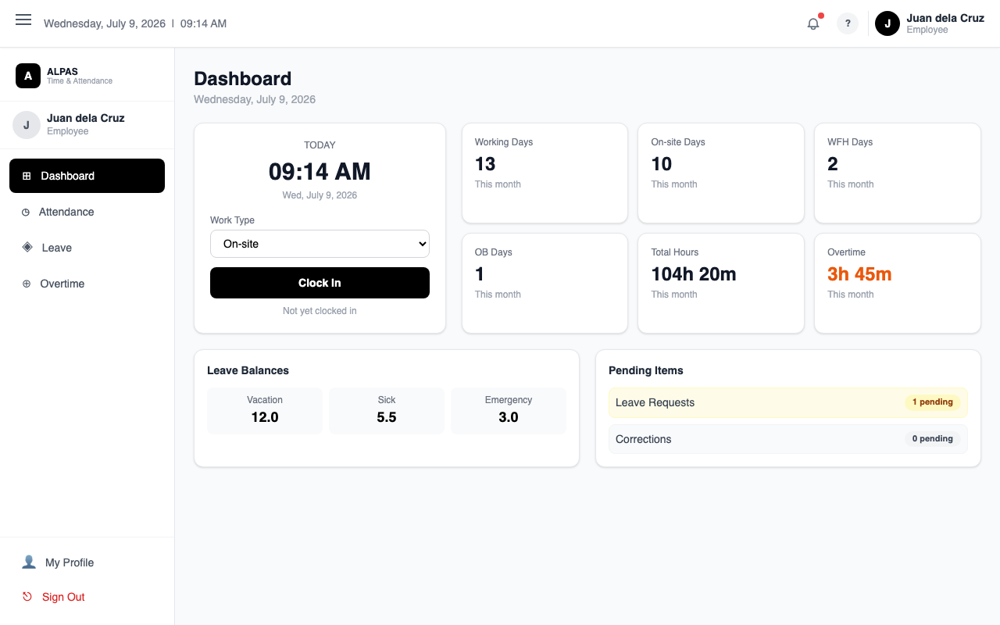 Wednesday, July 9, 2026 | 09:14 AM
?
J
Juan dela Cruz
Employee
A
ALPAS
Time & Attendance
J
Juan dela Cruz
Employee
Dashboard
Attendance
Leave
Overtime
My Profile
Sign Out
Dashboard
Wednesday, July 9, 2026
TODAY
09:14 AM
Wed, July 9, 2026
Work Type
On-site
Clock In
Not yet clocked in
Working Days
13
This month
On-site Days
10
This month
WFH Days
2
This month
OB Days
1
This month
Total Hours
104h 20m
This month
Overtime
3h 45m
This month
Leave Balances
Vacation
12.0
Sick
5.5
Emergency
3.0
Pending Items
Leave Requests
1 pending
Corrections
0 pending